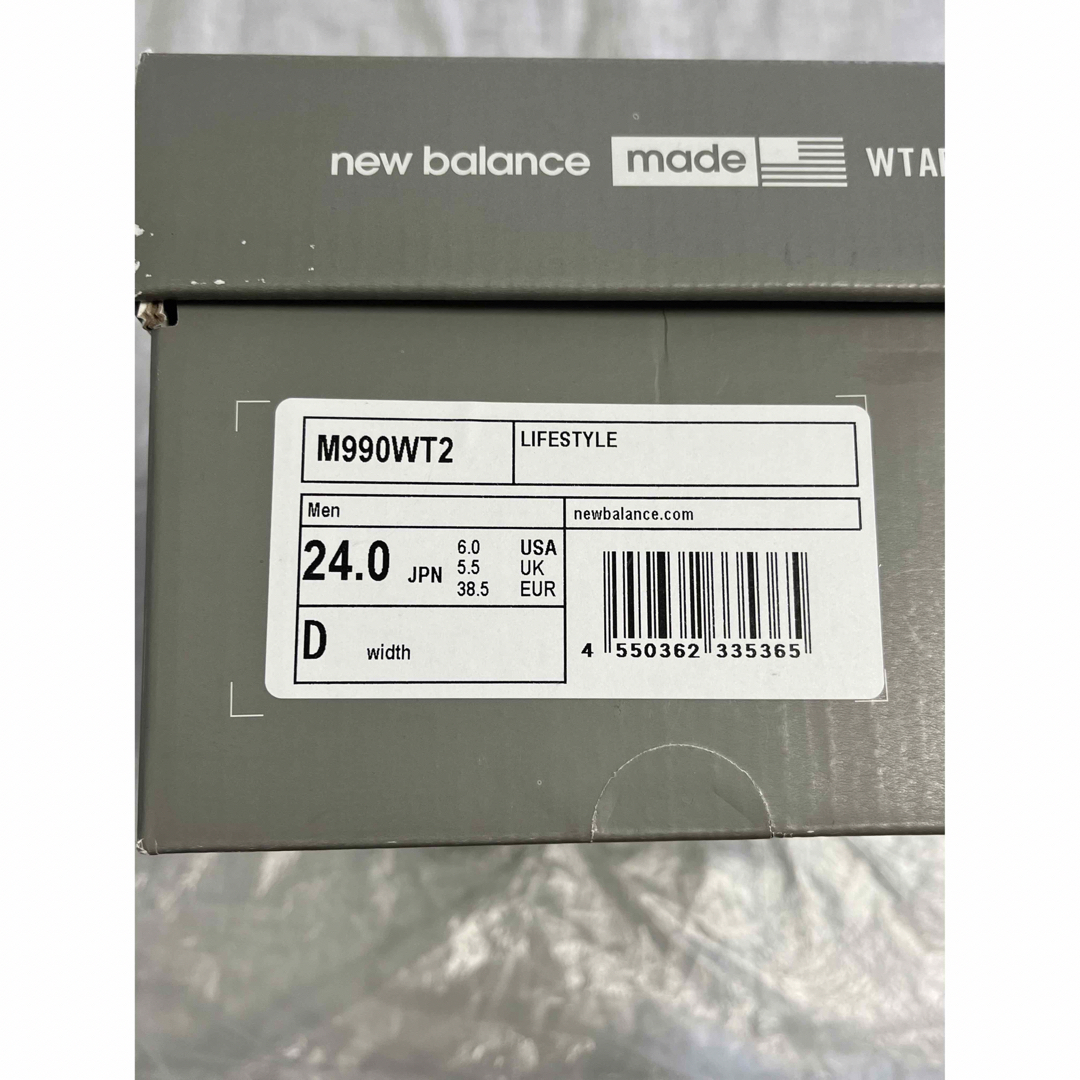 new balance made WTA
M990WT2 LIFESTYLE
Men newbalance.com
24.0 JPN 6.0 USA
5.5 UK
38.5 EUR
D width
4 550362 335365